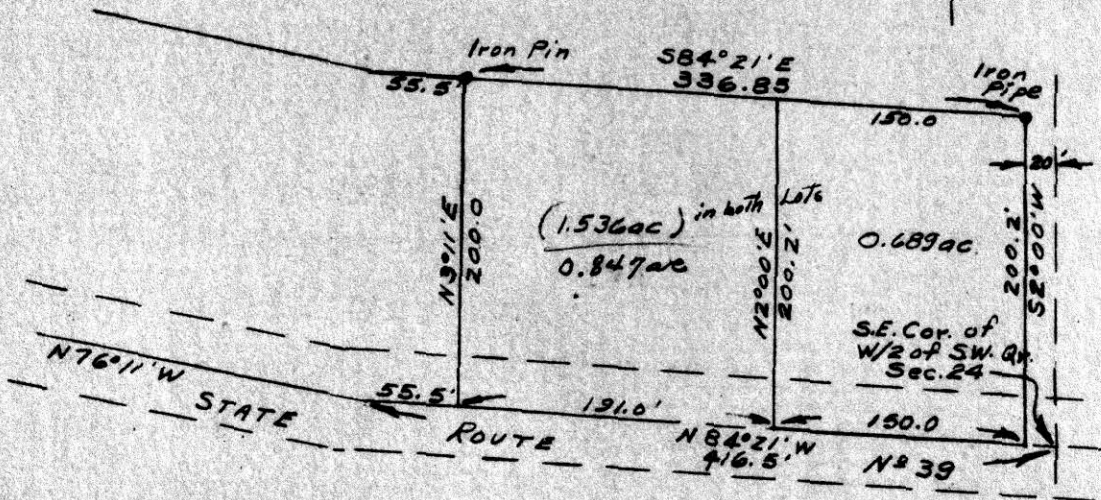 Iron Pin
55.5'
S84°21'E
336.85
Iron
Pipe
150.0
20'
N3°11'E
200.0
(1.536ac) in both Lots
0.847ac
N2°00'E
200.2'
0.689ac.
200.2'
S2°00'W
S.E. Cor. of
W/2 of S.W. Qr.
Sec. 24
N76°11'W
STATE
55.5'
191.0'
ROUTE
N84°21'W
416.5'
150.0
Nº 39